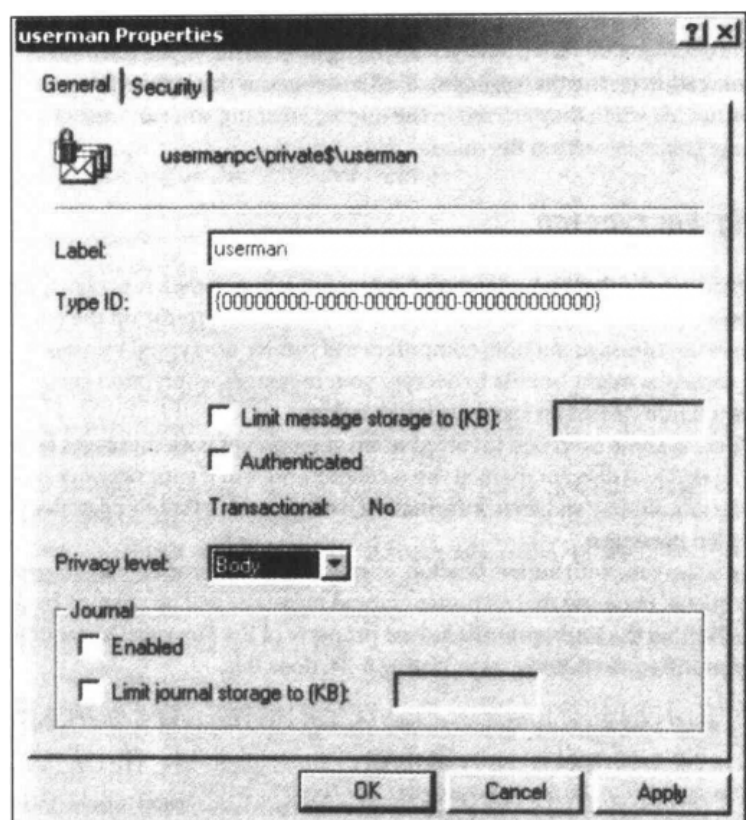 userman Properties
General Security
usermanpc\private$\userman
Label: userman
Type ID: {00000000-0000-0000-0000-000000000000}
Limit message storage to (KB):
Authenticated
Transactional: No
Privacy level: Body
Journal
Enabled
Limit journal storage to (KB):
OK Cancel Apply